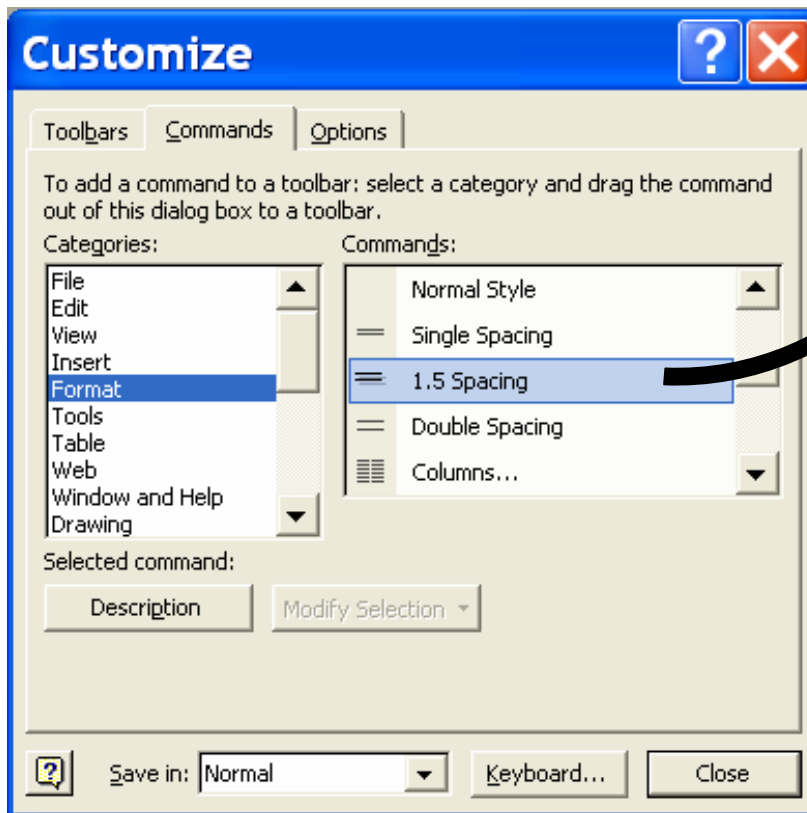 Customize
Toolbars Commands Options
To add a command to a toolbar: select a category and drag the command
out of this dialog box to a toolbar.
Categories:
File
Edit
View
Insert
Format
Tools
Table
Web
Window and Help
Drawing
Commands:
Normal Style
Single Spacing
1.5 Spacing
Double Spacing
Columns...
Selected command:
Description Modify Selection
Save in: Normal Keyboard... Close